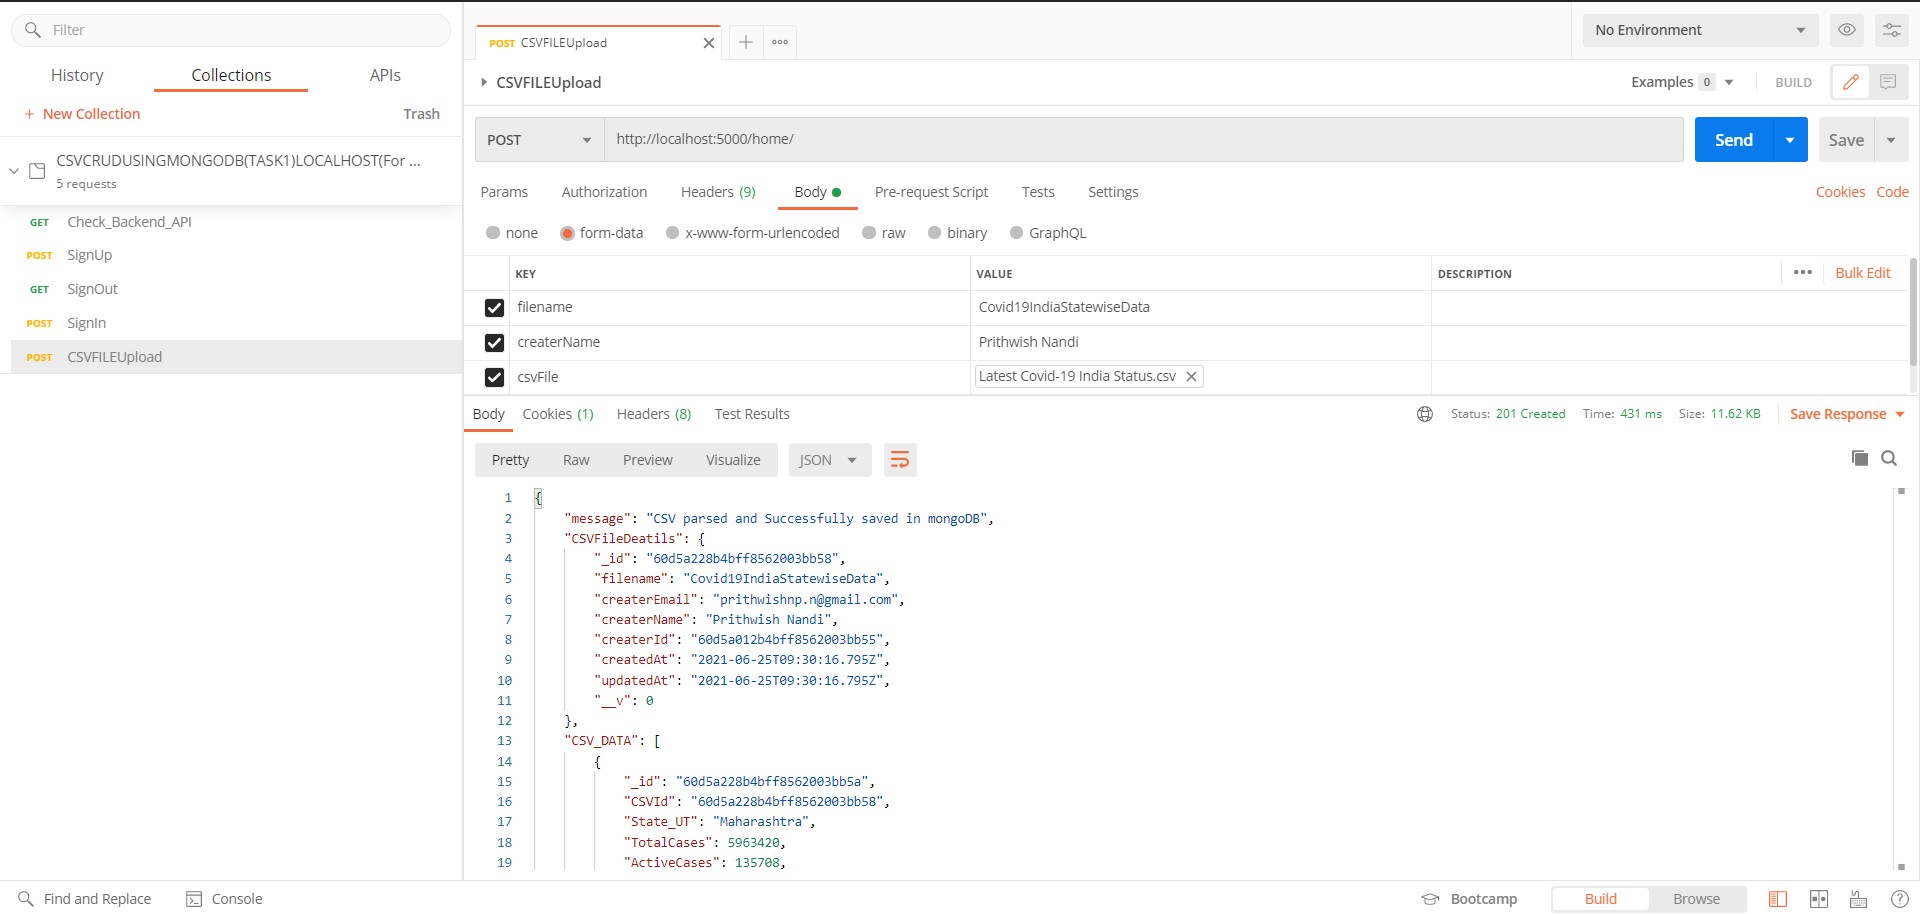 Filter
History Collections APIs
+ New Collection Trash
CSVCRUDUSINGMONGODB(TASK1)LOCALHOST(For ...
5 requests
GET Check_Backend_API
POST SignUp
GET SignOut
POST SignIn
POST CSVFILEUpload
POST CSVFILEUpload
No Environment
CSVFILEUpload
Examples 0 BUILD
POST http://localhost:5000/home/ Send Save
Params Authorization Headers (9) Body Pre-request Script Tests Settings Cookies Code
none form-data x-www-form-urlencoded raw binary GraphQL
KEY VALUE DESCRIPTION Bulk Edit
filename Covid19IndiaStatewiseData
createrName Prithwish Nandi
csvFile Latest Covid-19 India Status.csv
Body Cookies (1) Headers (8) Test Results Status: 201 Created Time: 431 ms Size: 11.62 KB Save Response
Pretty Raw Preview Visualize JSON
1 {
2 "message": "CSV parsed and Successfully saved in mongoDB",
3 "CSVFileDeatils": {
4 "_id": "60d5a228b4bff8562003bb58",
5 "filename": "Covid19IndiaStatewiseData",
6 "createrEmail": "prithwishnp.n@gmail.com",
7 "createrName": "Prithwish Nandi",
8 "createrId": "60d5a012b4bff8562003bb55",
9 "createdAt": "2021-06-25T09:30:16.795Z",
10 "updatedAt": "2021-06-25T09:30:16.795Z",
11 "__v": 0
12 },
13 "CSV_DATA": [
14 {
15 "_id": "60d5a228b4bff8562003bb5a",
16 "CSVId": "60d5a228b4bff8562003bb58",
17 "State_UT": "Maharashtra",
18 "TotalCases": 5963420,
19 "ActiveCases": 135708,
Find and Replace Console Bootcamp Build Browse